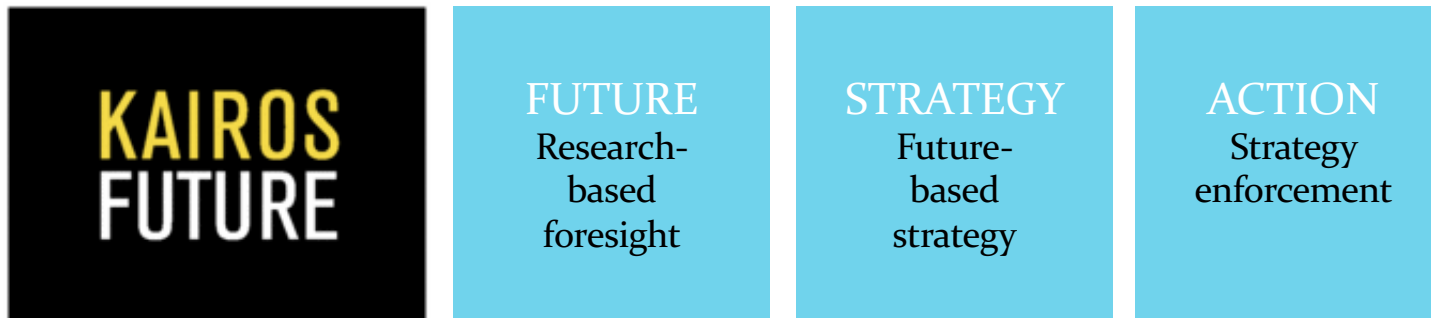 KAIROS
FUTURE
FUTURE
Research-
based
foresight
STRATEGY
Future-
based
strategy
ACTION
Strategy
enforcement